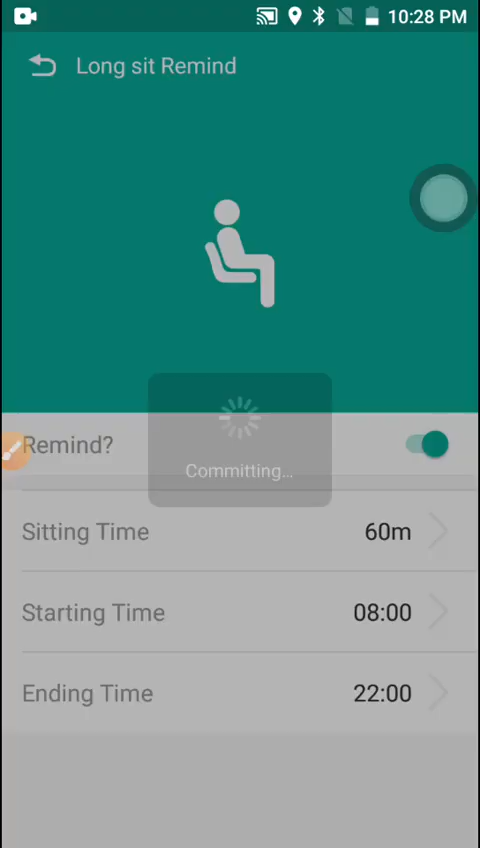 10:28 PM
Long sit Remind
Remind?
Committing...
Sitting Time 60m
Starting Time 08:00
Ending Time 22:00